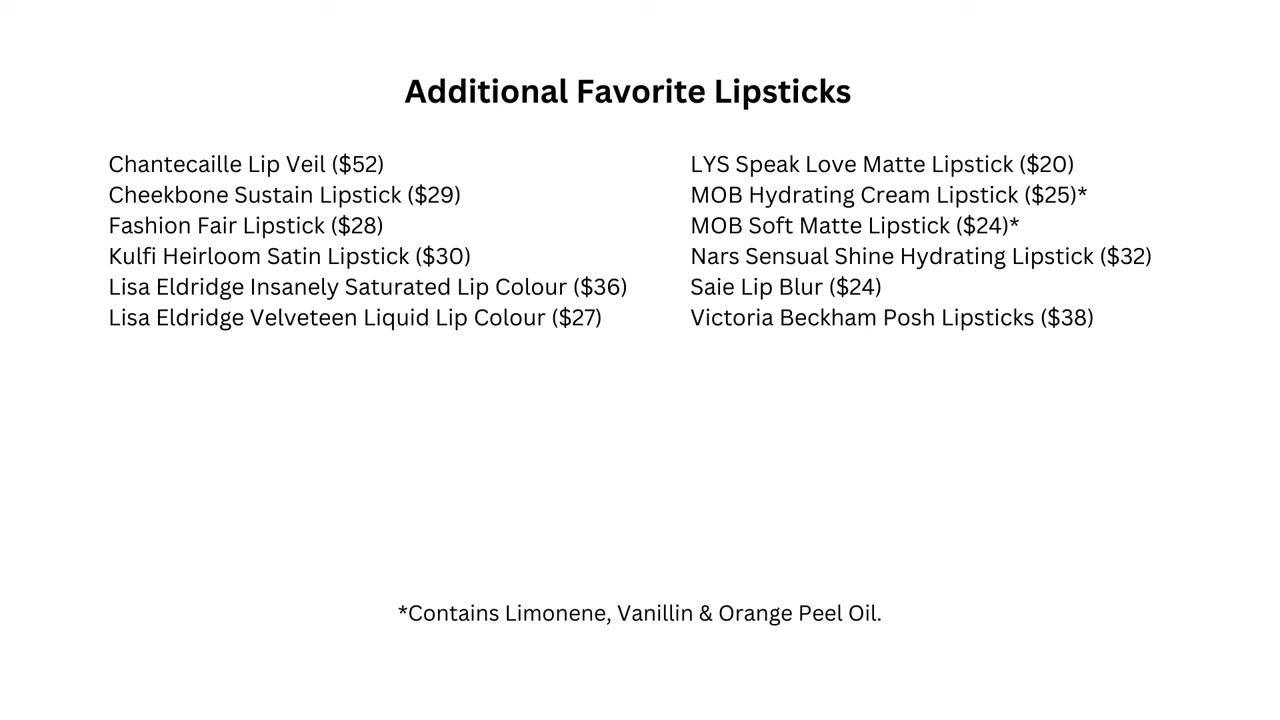 Additional Favorite Lipsticks
Chantecaille Lip Veil ($52)
Cheekbone Sustain Lipstick ($29)
Fashion Fair Lipstick ($28)
Kulfi Heirloom Satin Lipstick ($30)
Lisa Eldridge Insanely Saturated Lip Colour ($36)
Lisa Eldridge Velveteen Liquid Lip Colour ($27)
LYS Speak Love Matte Lipstick ($20)
MOB Hydrating Cream Lipstick ($25)*
MOB Soft Matte Lipstick ($24)*
Nars Sensual Shine Hydrating Lipstick ($32)
Saie Lip Blur ($24)
Victoria Beckham Posh Lipsticks ($38)
*Contains Limonene, Vanillin & Orange Peel Oil.